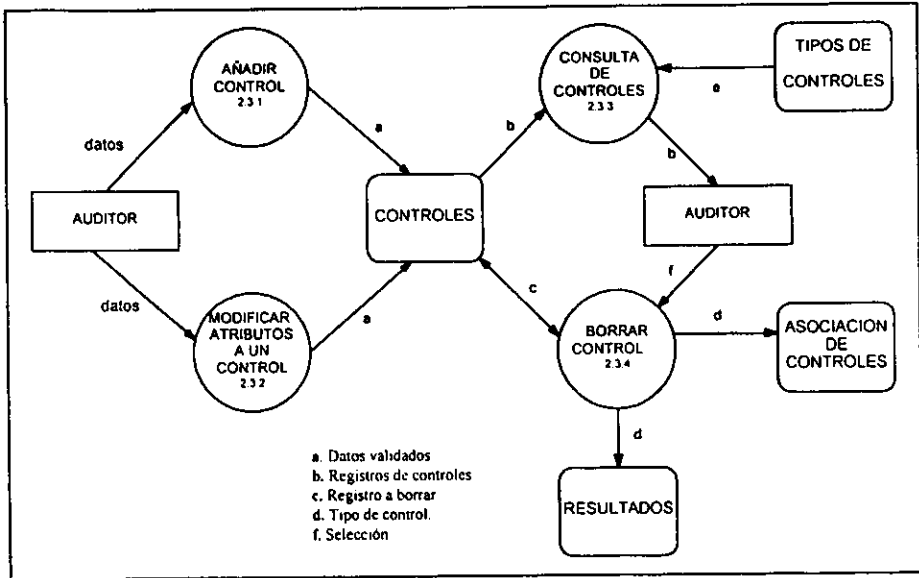 AÑADIR
CONTROL
2.3.1
CONSULTA
DE
CONTROLES
2.3.3
TIPOS DE
CONTROLES
e
a
b
b
datos
AUDITOR
CONTROLES
AUDITOR
datos
a
c
f
MODIFICAR
ATRIBUTOS
A UN
CONTROL
2.3.2
BORRAR
CONTROL
2.3.4
d
ASOCIACION
DE
CONTROLES
d
a. Datos validados
b. Registros de controles
c. Registro a borrar
d. Tipo de control.
f. Selección
RESULTADOS